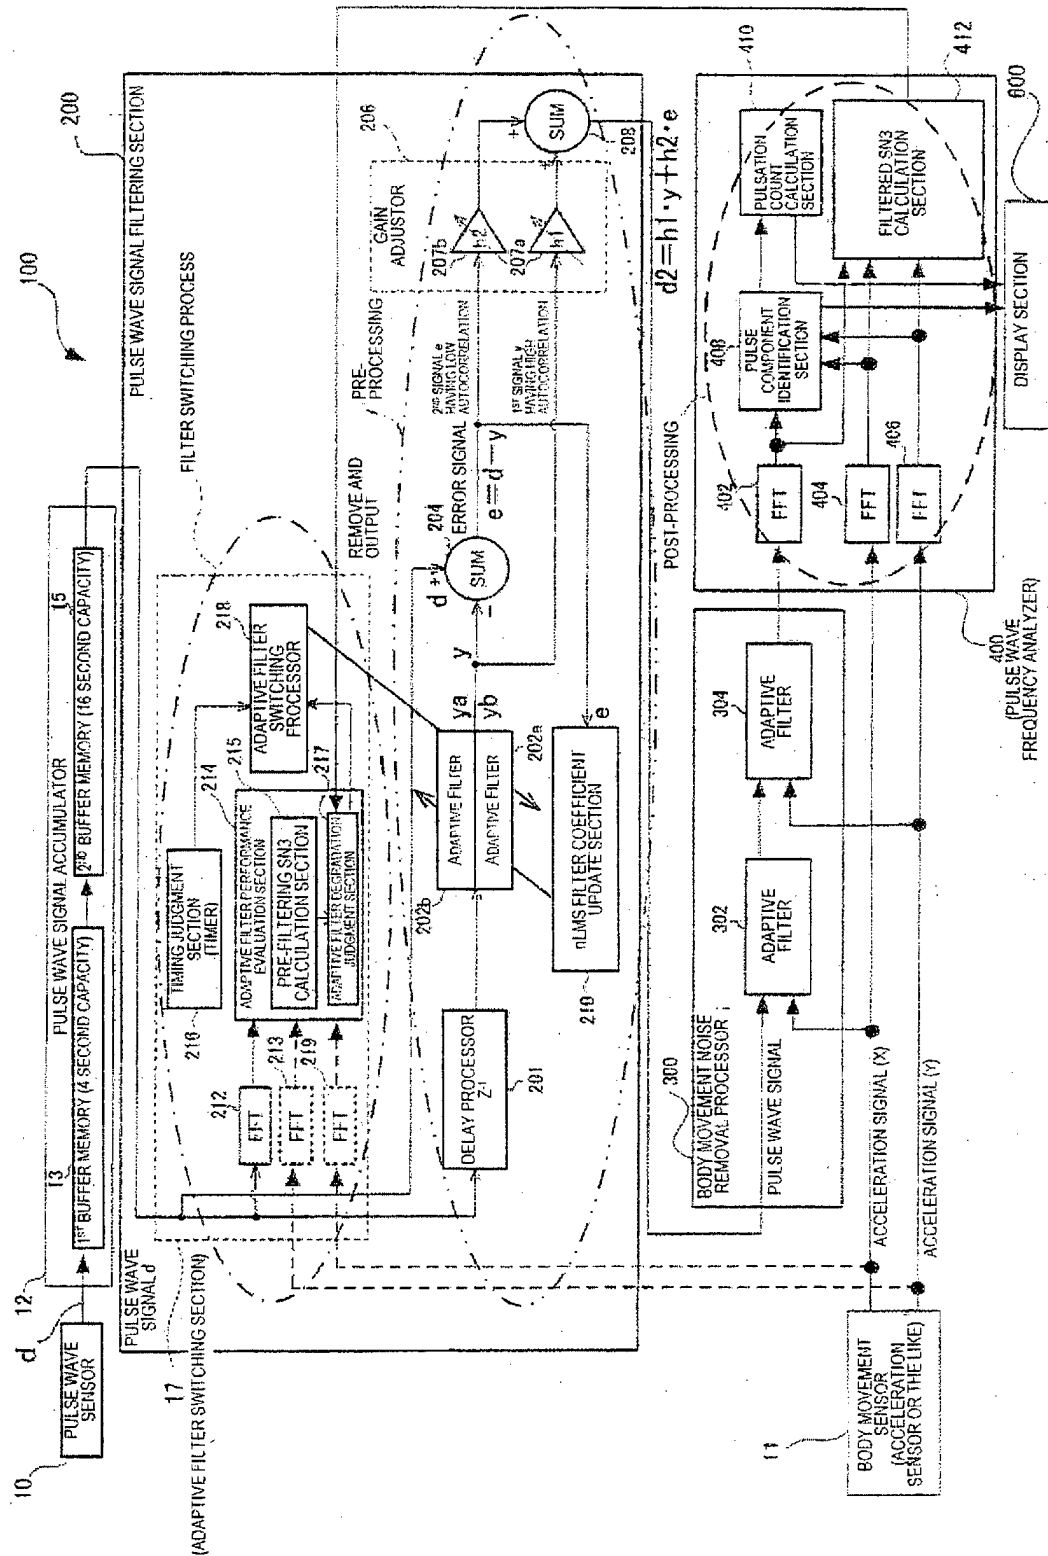 100
10
PULSE WAVE
SENSOR
d
12
PULSE WAVE SIGNAL ACCUMULATOR
13
1ST BUFFER MEMORY (4 SECOND CAPACITY)
15
2ND BUFFER MEMORY (16 SECOND CAPACITY)
200
PULSE WAVE SIGNAL FILTERING SECTION
PULSE WAVE
SIGNAL d
17
(ADAPTIVE FILTER SWITCHING SECTION)
FILTER SWITCHING PROCESS
216
TIMING JUDGMENT
SECTION
(TIMER)
212
FFT
213
FFT
219
FFT
214
ADAPTIVE FILTER PERFORMANCE
EVALUATION SECTION
215
PRE-FILTERING SN3
CALCULATION SECTION
217
ADAPTIVE FILTER DEGRADATION
JUDGMENT SECTION
218
ADAPTIVE FILTER
SWITCHING
PROCESSOR
REMOVE AND
OUTPUT
PRE-
PROCESSING
201
DELAY PROCESSOR
Z-1
202b
ADAPTIVE FILTER
ADAPTIVE FILTER
202a
ya
yb
y
e
210
nLMS FILTER COEFFICIENT
UPDATE SECTION
d
+
-
204
SUM
ERROR SIGNAL
e=d-y
2ND SIGNAL e
HAVING LOW
AUTOCORRELATION
1ST SIGNAL y
HAVING HIGH
AUTOCORRELATION
206
GAIN
ADJUSTOR
207b
h2
207a
h1
+
+
SUM
208
d2=h1·y+h2·e
300
BODY MOVEMENT NOISE
REMOVAL PROCESSOR
PULSE WAVE SIGNAL
302
ADAPTIVE
FILTER
304
ADAPTIVE
FILTER
POST-PROCESSING
400
(PULSE WAVE
FREQUENCY ANALYZER)
402
FFT
404
FFT
406
FFT
408
PULSE
COMPONENT
IDENTIFICATION
SECTION
410
PULSATION
COUNT
CALCULATION
SECTION
412
FILTERED SN3
CALCULATION
SECTION
600
DISPLAY SECTION
11
BODY MOVEMENT
SENSOR
(ACCELERATION
SENSOR OR THE LIKE)
ACCELERATION SIGNAL (X)
ACCELERATION SIGNAL (Y)